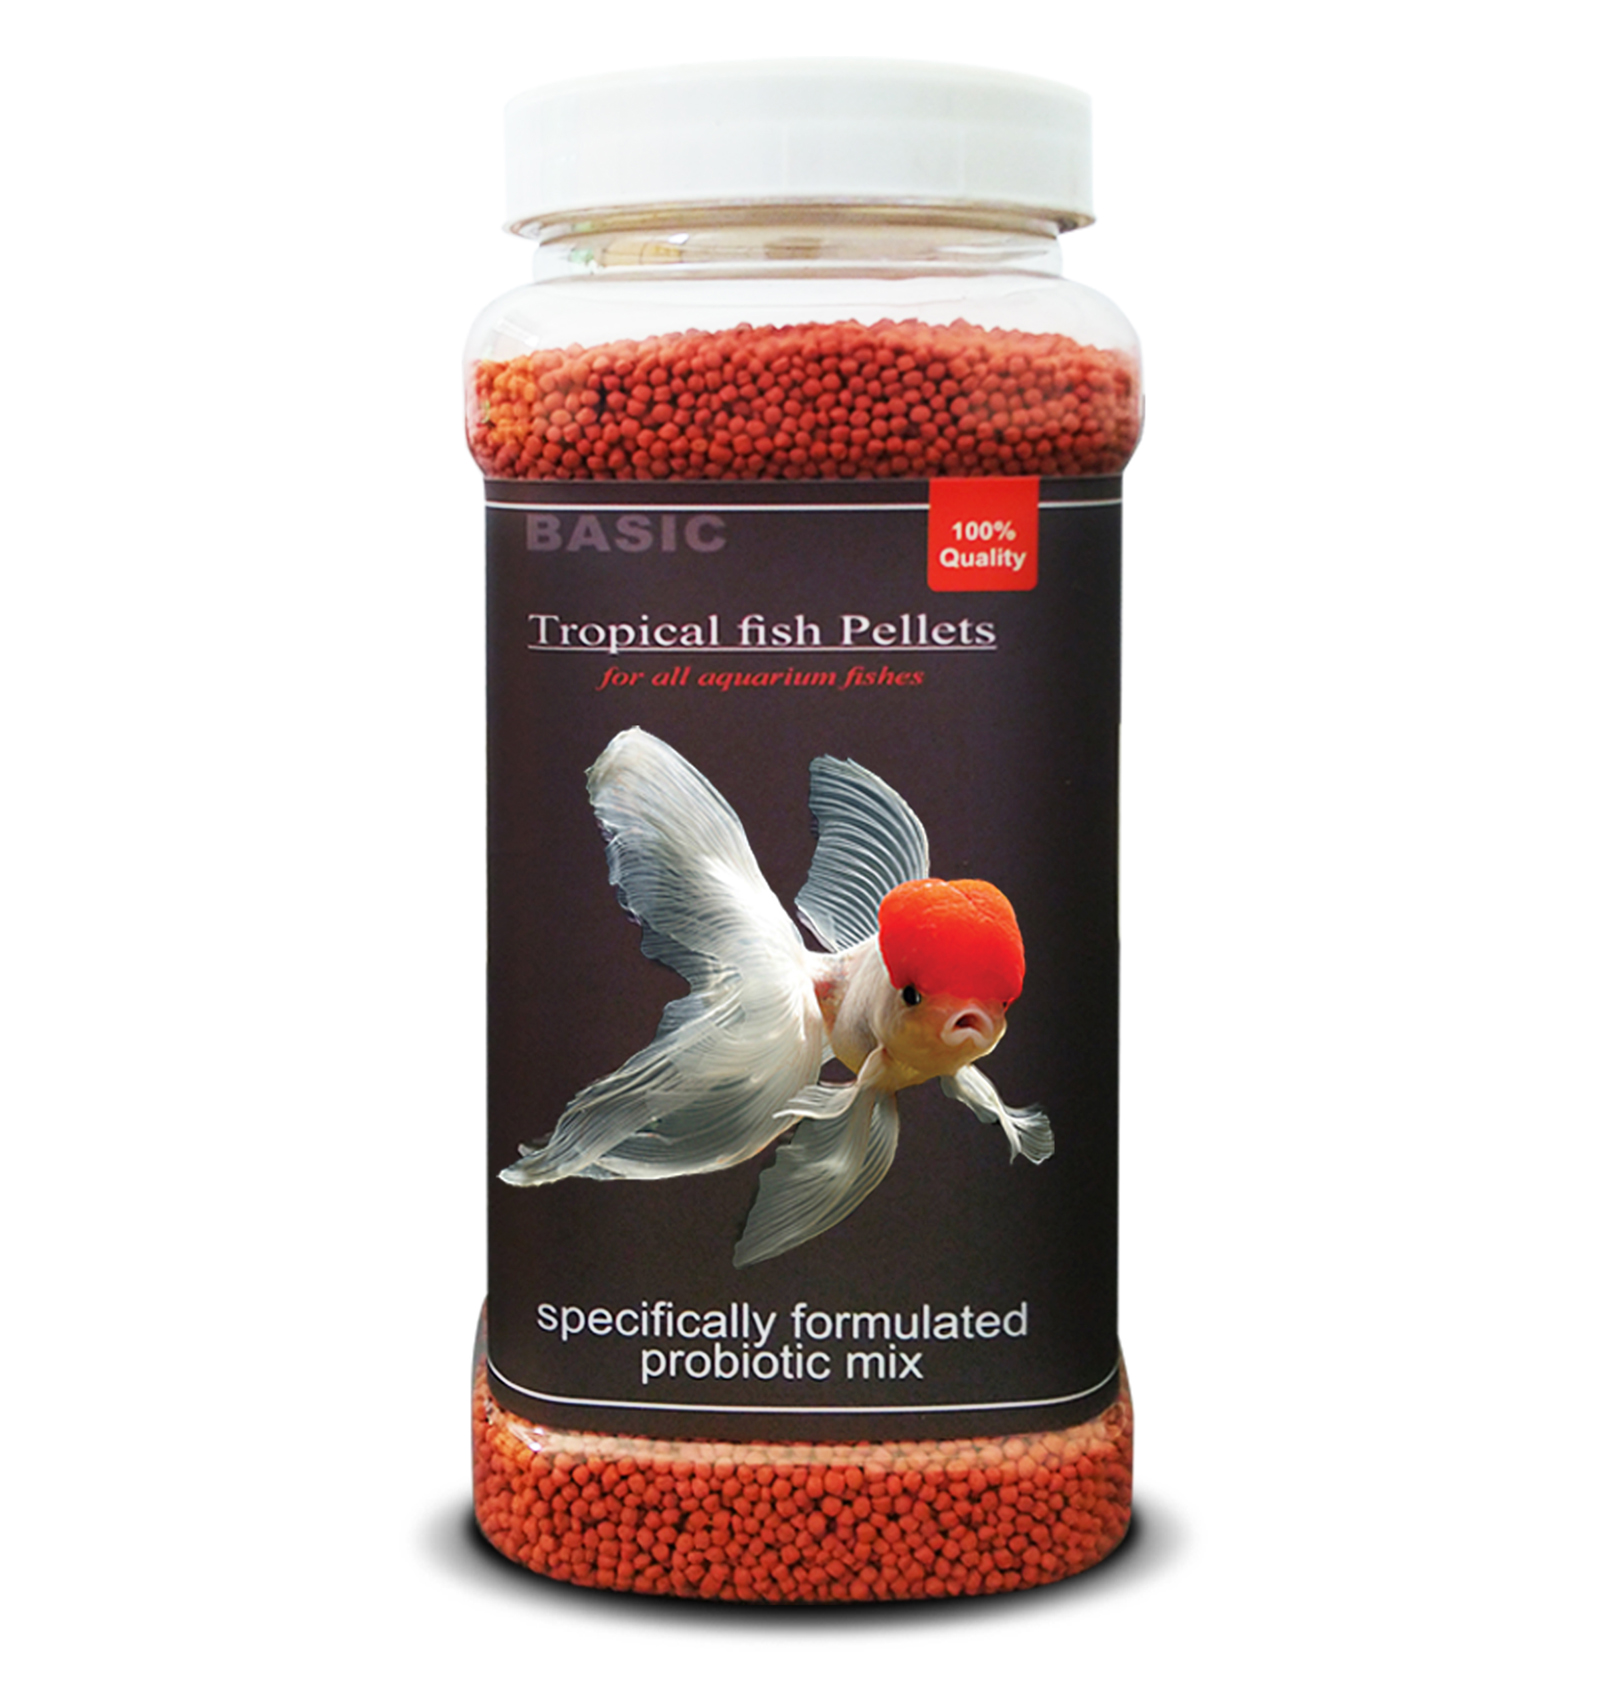 BASIC
100%
Quality
Tropical fish Pellets
for all aquarium fishes
specifically formulated
probiotic mix